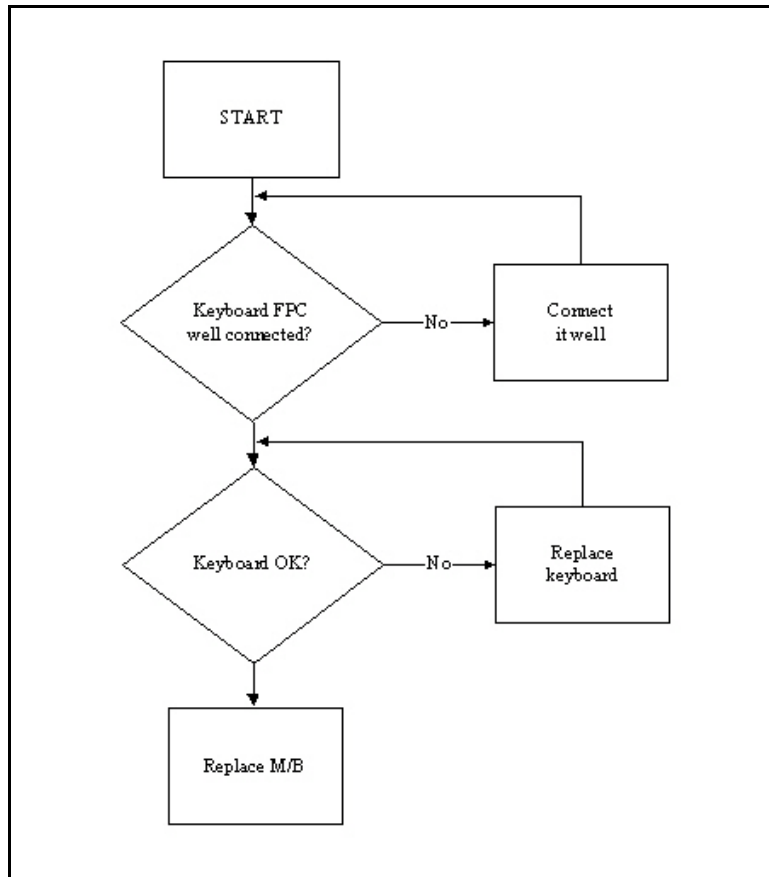 START
Keyboard FPC
well connected?
No
Connect
it well
Keyboard OK?
No
Replace
keyboard
Replace M/B